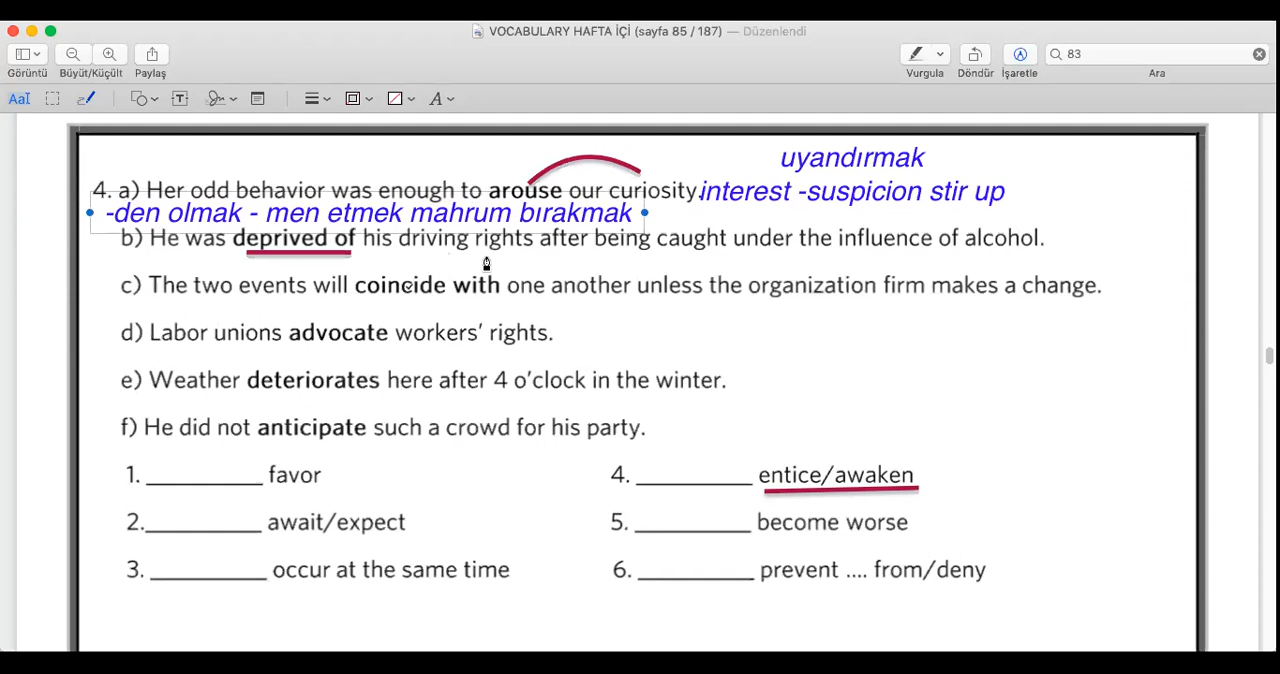 VOCABULARY HAFTA İÇİ (sayfa 85 / 187) — Düzenlendi
83
Görüntü Büyüt/Küçült Paylaş Vurgula Döndür İşaretle Ara
AaI T A
uyandırmak
4. a) Her odd behavior was enough to arouse our curiosity. interest -suspicion stir up
-den olmak - men etmek mahrum bırakmak
b) He was deprived of his driving rights after being caught under the influence of alcohol.
c) The two events will coincide with one another unless the organization firm makes a change.
d) Labor unions advocate workers' rights.
e) Weather deteriorates here after 4 o'clock in the winter.
f) He did not anticipate such a crowd for his party.
1. __________ favor 4. __________ entice/awaken
2.__________ await/expect 5. __________ become worse
3. __________ occur at the same time 6. __________ prevent .... from/deny